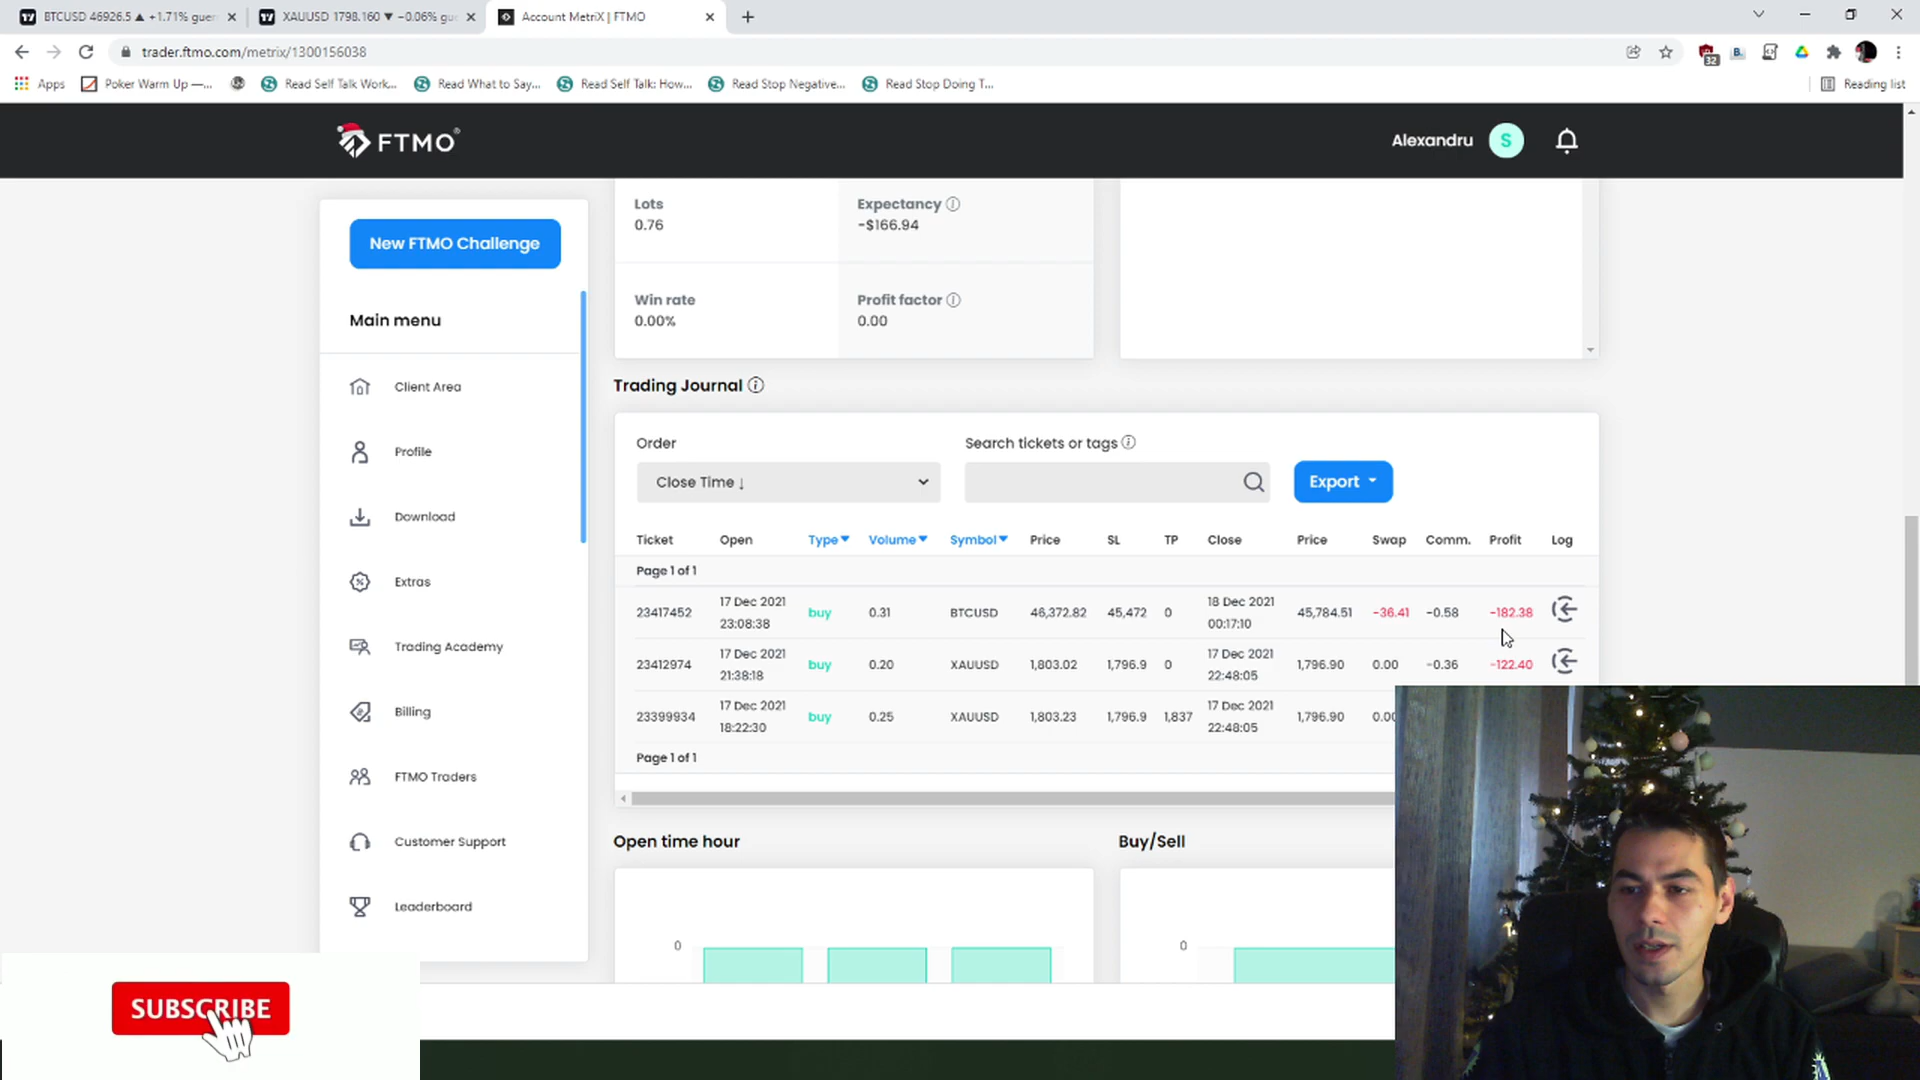 BTCUSD 46926.5 ▲ +1.71% guer
XAUUSD 1798.160 ▼ −0.06% gu
Account MetriX | FTMO
trader.ftmo.com/metrix/1300156038
32
B.
Apps
Poker Warm Up —...
Read Self Talk Work...
Read What to Say,...
Read Self Talk: How...
Read Stop Negative...
Read Stop Doing T...
Reading list
FTMO
Alexandru
S
New FTMO Challenge
Main menu
Client Area
Profile
Download
Extras
Trading Academy
Billing
FTMO Traders
Customer Support
Leaderboard
Lots
0.76
Expectancy
-$166.94
Win rate
0.00%
Profit factor
0.00
Trading Journal
Order
Close Time ↓
Search tickets or tags
Export
Ticket Open Type Volume Symbol Price SL TP Close Price Swap Comm. Profit Log
Page 1 of 1
23417452 17 Dec 2021 23:08:38 buy 0.31 BTCUSD 46,372.82 45,472 0 18 Dec 2021 00:17:10 45,784.51 -36.41 -0.58 -182.38
23412974 17 Dec 2021 21:38:18 buy 0.20 XAUUSD 1,803.02 1,796.9 0 17 Dec 2021 22:48:05 1,796.90 0.00 -0.36 -122.40
23399934 17 Dec 2021 18:22:30 buy 0.25 XAUUSD 1,803.23 1,796.9 1,837 17 Dec 2021 22:48:05 1,796.90 0.00
Page 1 of 1
Open time hour
0
Buy/Sell
0
SUBSCRIBE